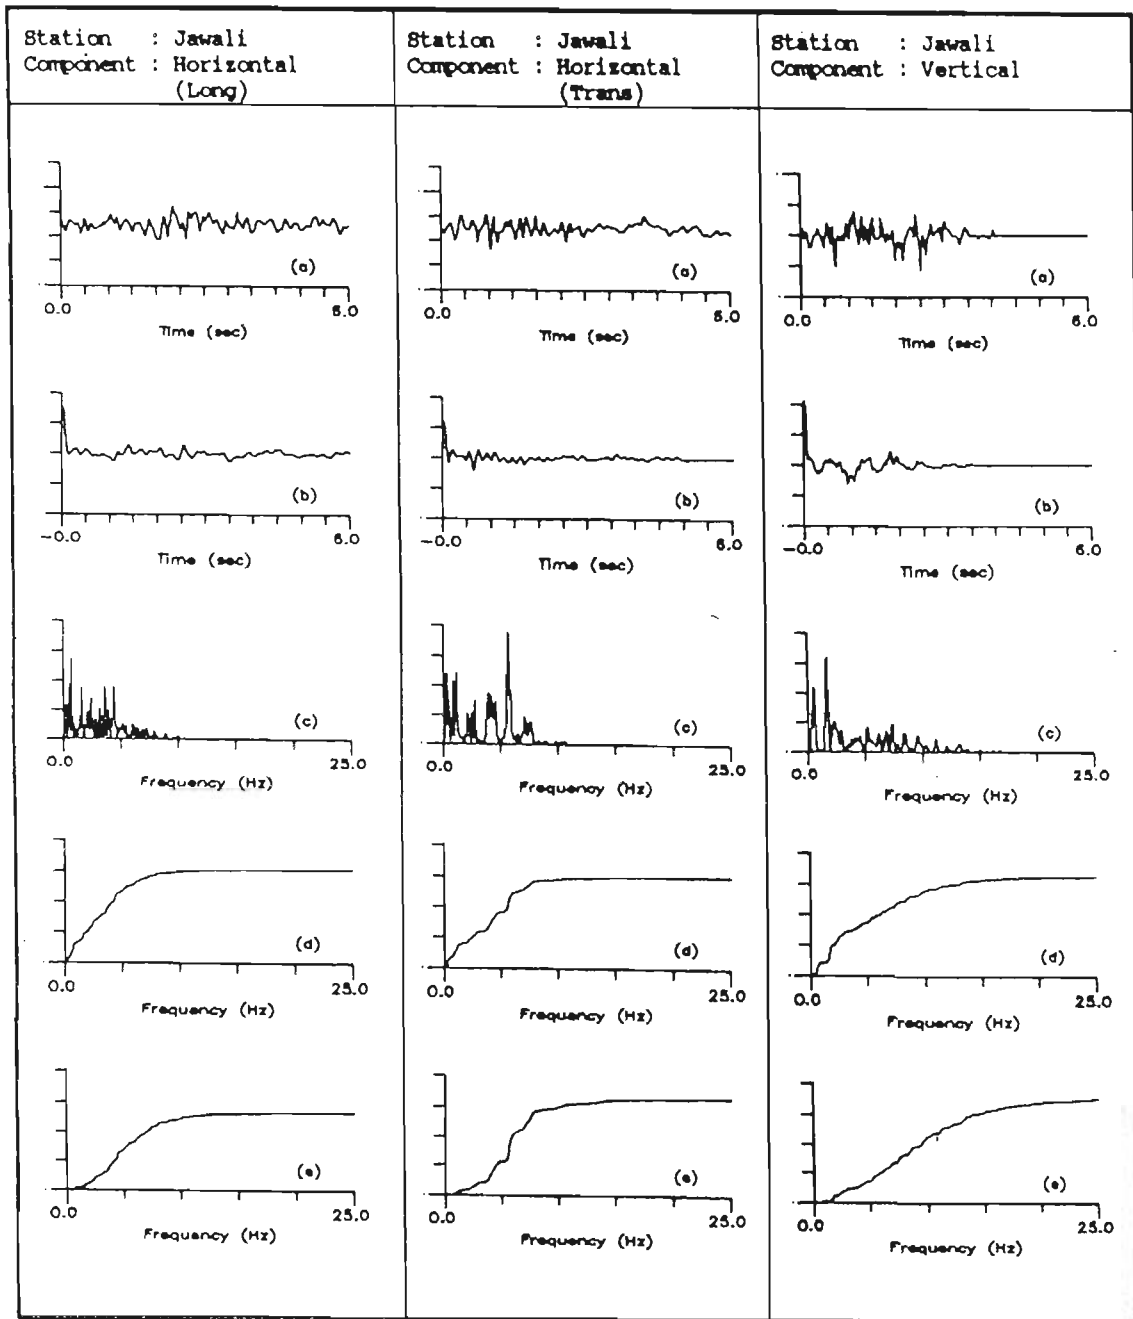 Station : Jawali
Component : Horizontal
(Long)
Station : Jawali
Component : Horizontal
(Trans)
Station : Jawali
Component : Vertical
(a)
0.0 6.0
Time (sec)
(a)
0.0 6.0
Time (sec)
(a)
0.0 6.0
Time (sec)
(b)
-0.0 6.0
Time (sec)
(b)
-0.0 6.0
Time (sec)
(b)
-0.0 6.0
Time (sec)
(c)
0.0 25.0
Frequency (Hz)
(c)
0.0 25.0
Frequency (Hz)
(c)
0.0 25.0
Frequency (Hz)
(d)
0.0 25.0
Frequency (Hz)
(d)
0.0 25.0
Frequency (Hz)
(d)
0.0 25.0
Frequency (Hz)
(e)
0.0 25.0
Frequency (Hz)
(e)
0.0 25.0
Frequency (Hz)
(e)
0.0 25.0
Frequency (Hz)